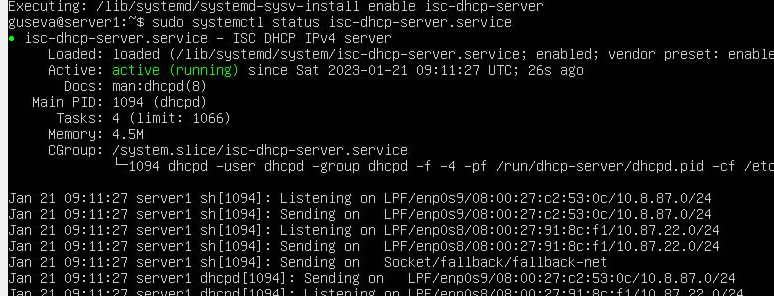 Executing: /lib/systemd/systemd-sysv-install enable isc-dhcp-server
guseva@server1:~$ sudo systemctl status isc-dhcp-server.service
● isc-dhcp-server.service - ISC DHCP IPv4 server
Loaded: loaded (/lib/systemd/system/isc-dhcp-server.service; enabled; vendor preset: enable
Active: active (running) since Sat 2023-01-21 09:11:27 UTC; 26s ago
Docs: man:dhcpd(8)
Main PID: 1094 (dhcpd)
Tasks: 4 (limit: 1066)
Memory: 4.5M
CGroup: /system.slice/isc-dhcp-server.service
└─1094 dhcpd -user dhcpd -group dhcpd -f -4 -pf /run/dhcp-server/dhcpd.pid -cf /etc
Jan 21 09:11:27 server1 sh[1094]: Listening on LPF/enp0s9/08:00:27:c2:53:0c/10.8.87.0/24
Jan 21 09:11:27 server1 sh[1094]: Sending on   LPF/enp0s9/08:00:27:c2:53:0c/10.8.87.0/24
Jan 21 09:11:27 server1 sh[1094]: Listening on LPF/enp0s8/08:00:27:91:8c:f1/10.87.22.0/24
Jan 21 09:11:27 server1 sh[1094]: Sending on   LPF/enp0s8/08:00:27:91:8c:f1/10.87.22.0/24
Jan 21 09:11:27 server1 sh[1094]: Sending on   Socket/fallback/fallback-net
Jan 21 09:11:27 server1 dhcpd[1094]: Sending on   LPF/enp0s9/08:00:27:c2:53:0c/10.8.87.0/24
Jan 21 09:11:27 server1 dhcpd[1094]: Listening on LPF/enp0s8/08:00:27:91:8c:f1/10.87.22.0/24